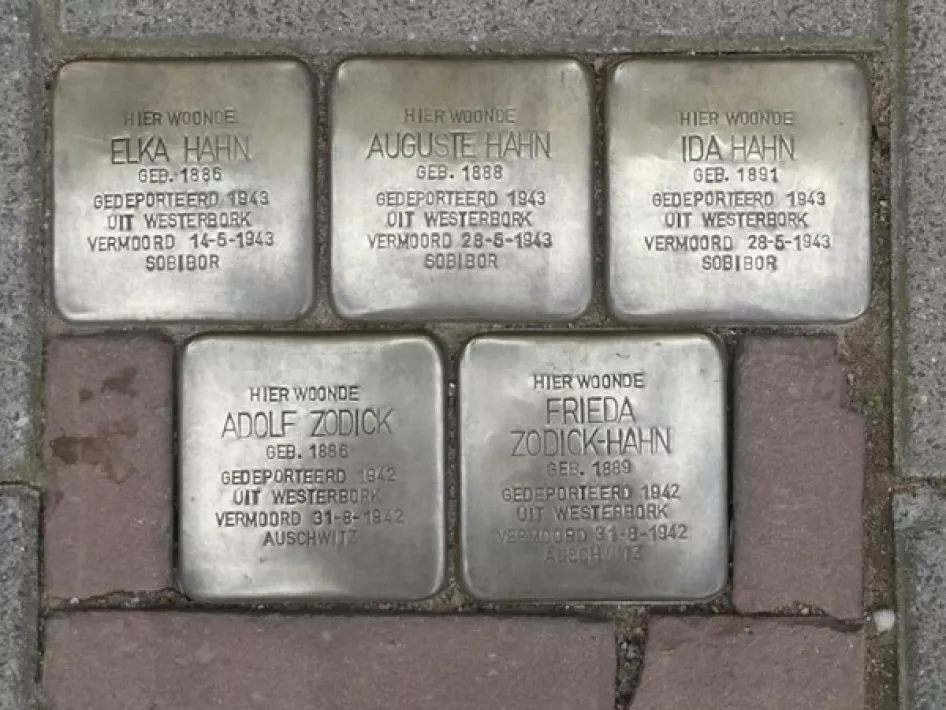 HIER WOONDE
ELKA HAHN
GEB. 1886
GEDEPORTEERD 1943
UIT WESTERBORK
VERMOORD 14-5-1943
SOBIBOR
HIER WOONDE
AUGUSTE HAHN
GEB. 1888
GEDEPORTEERD 1943
UIT WESTERBORK
VERMOORD 28-5-1943
SOBIBOR
HIER WOONDE
IDA HAHN
GEB. 1891
GEDEPORTEERD 1943
UIT WESTERBORK
VERMOORD 28-5-1943
SOBIBOR
HIER WOONDE
ADOLF ZODICK
GEB. 1886
GEDEPORTEERD 1942
UIT WESTERBORK
VERMOORD 31-8-1942
AUSCHWITZ
HIER WOONDE
FRIEDA
ZODICK-HAHN
GEB. 1889
GEDEPORTEERD 1942
UIT WESTERBORK
VERMOORD 31-8-1942
AUSCHWITZ